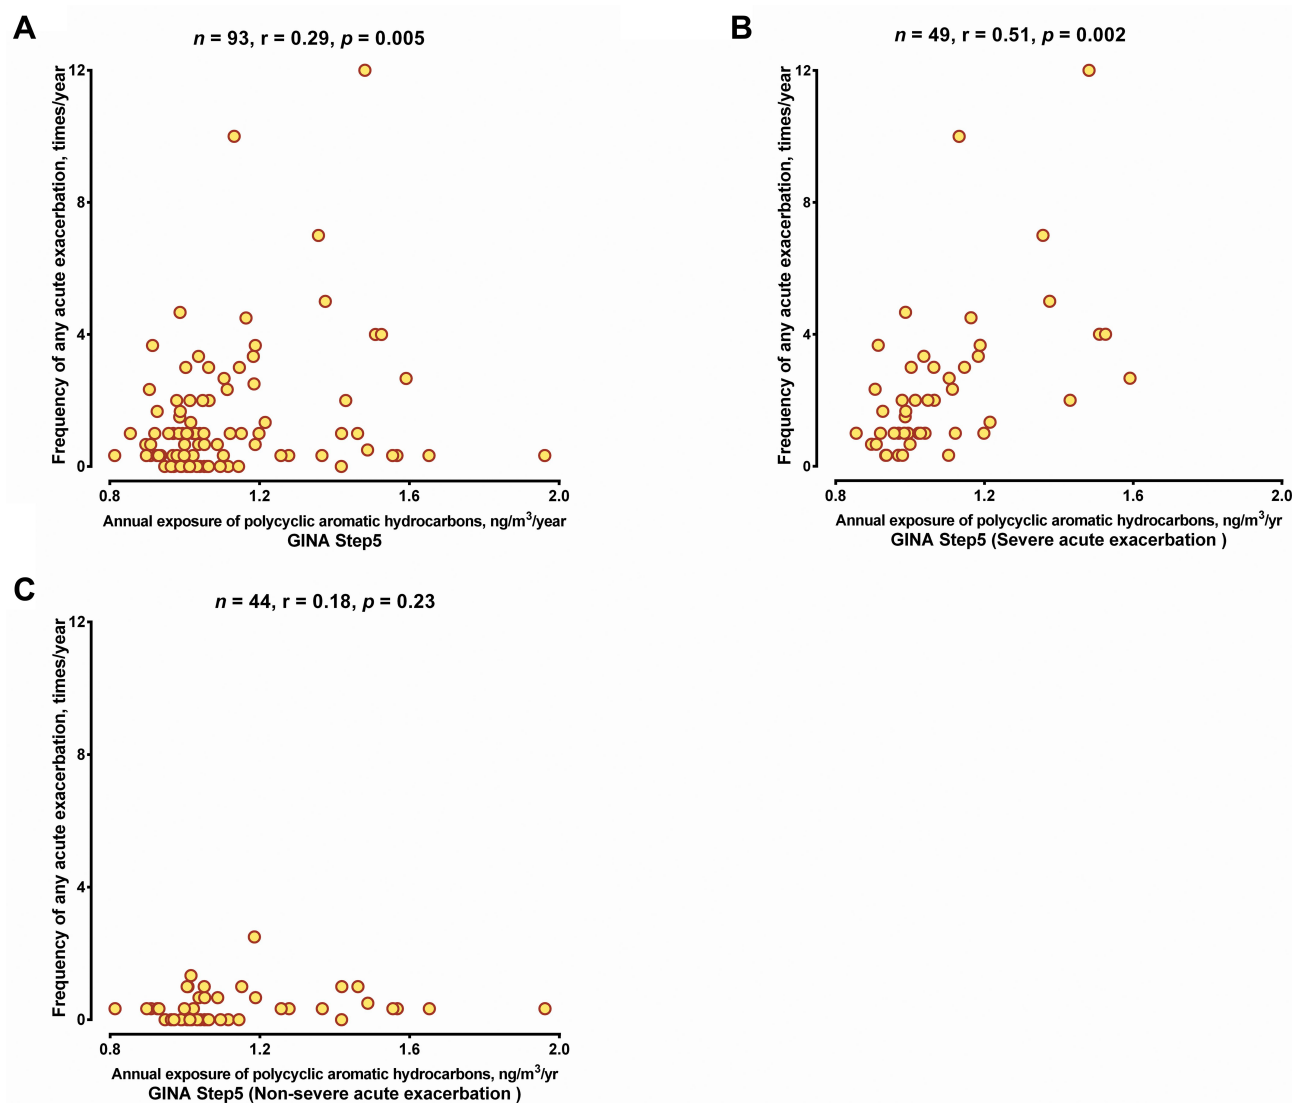 A
n = 93, r = 0.29, p = 0.005
Frequency of any acute exacerbation, times/year
12
8
4
0
0.8 1.2 1.6 2.0
Annual exposure of polycyclic aromatic hydrocarbons, ng/m³/year
GINA Step5
B
n = 49, r = 0.51, p = 0.002
Frequency of any acute exacerbation, times/year
12
8
4
0
0.8 1.2 1.6 2.0
Annual exposure of polycyclic aromatic hydrocarbons, ng/m³/yr
GINA Step5 (Severe acute exacerbation )
C
n = 44, r = 0.18, p = 0.23
Frequency of any acute exacerbation, times/year
12
8
4
0
0.8 1.2 1.6 2.0
Annual exposure of polycyclic aromatic hydrocarbons, ng/m³/yr
GINA Step5 (Non-severe acute exacerbation )